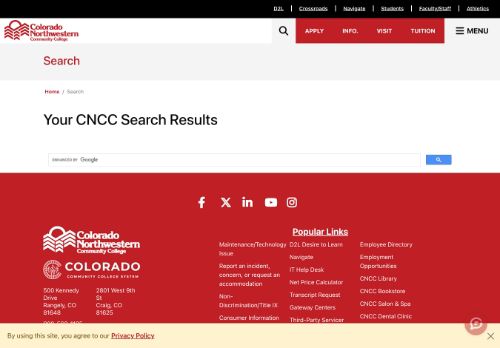 D2L Crossroads Navigate Students Faculty/Staff Athletics
Colorado
Northwestern
Community College
APPLY INFO. VISIT TUITION MENU
Search
Home / Search
Your CNCC Search Results
ENHANCED BY Google
Popular Links
Colorado
Northwestern
Community College
COLORADO
COMMUNITY COLLEGE SYSTEM
500 Kennedy
Drive
Rangely, CO
81648
2801 West 9th
St
Craig, CO
81625
Maintenance/Technology
Issue
Report an incident,
concern, or request an
accommodation
Non-
Discrimination/Title IX
Consumer Information
D2L Desire to Learn
Navigate
IT Help Desk
Net Price Calculator
Transcript Request
Gateway Centers
Third-Party Servicer
Employee Directory
Employment
Opportunities
CNCC Library
CNCC Bookstore
CNCC Salon & Spa
CNCC Dental Clinic
By using this site, you agree to our Privacy Policy